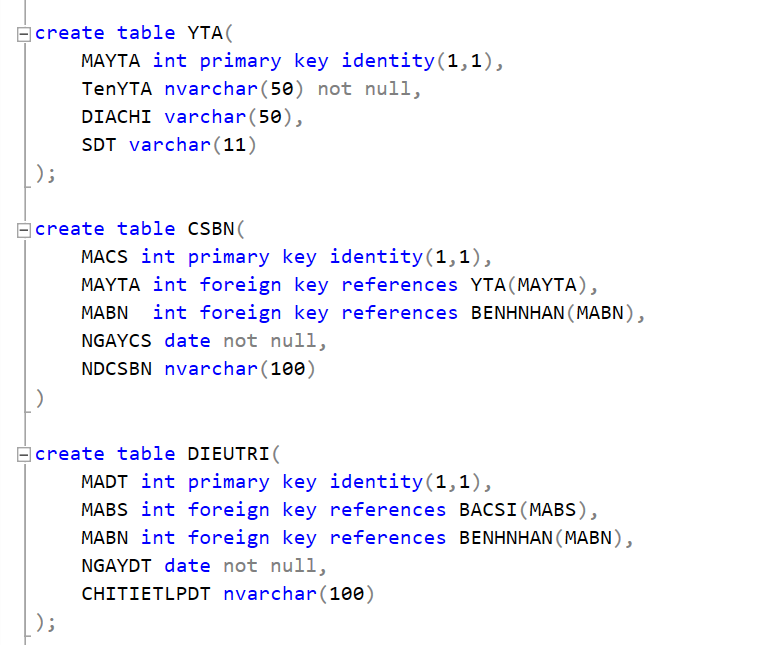 create table YTA(
MAYTA int primary key identity(1,1),
TenYTA nvarchar(50) not null,
DIACHI varchar(50),
SDT varchar(11)
);
create table CSBN(
MACS int primary key identity(1,1),
MAYTA int foreign key references YTA(MAYTA),
MABN  int foreign key references BENHNHAN(MABN),
NGAYCS date not null,
NDCSBN nvarchar(100)
)
create table DIEUTRI(
MADT int primary key identity(1,1),
MABS int foreign key references BACSI(MABS),
MABN int foreign key references BENHNHAN(MABN),
NGAYDT date not null,
CHITIETLPDT nvarchar(100)
);